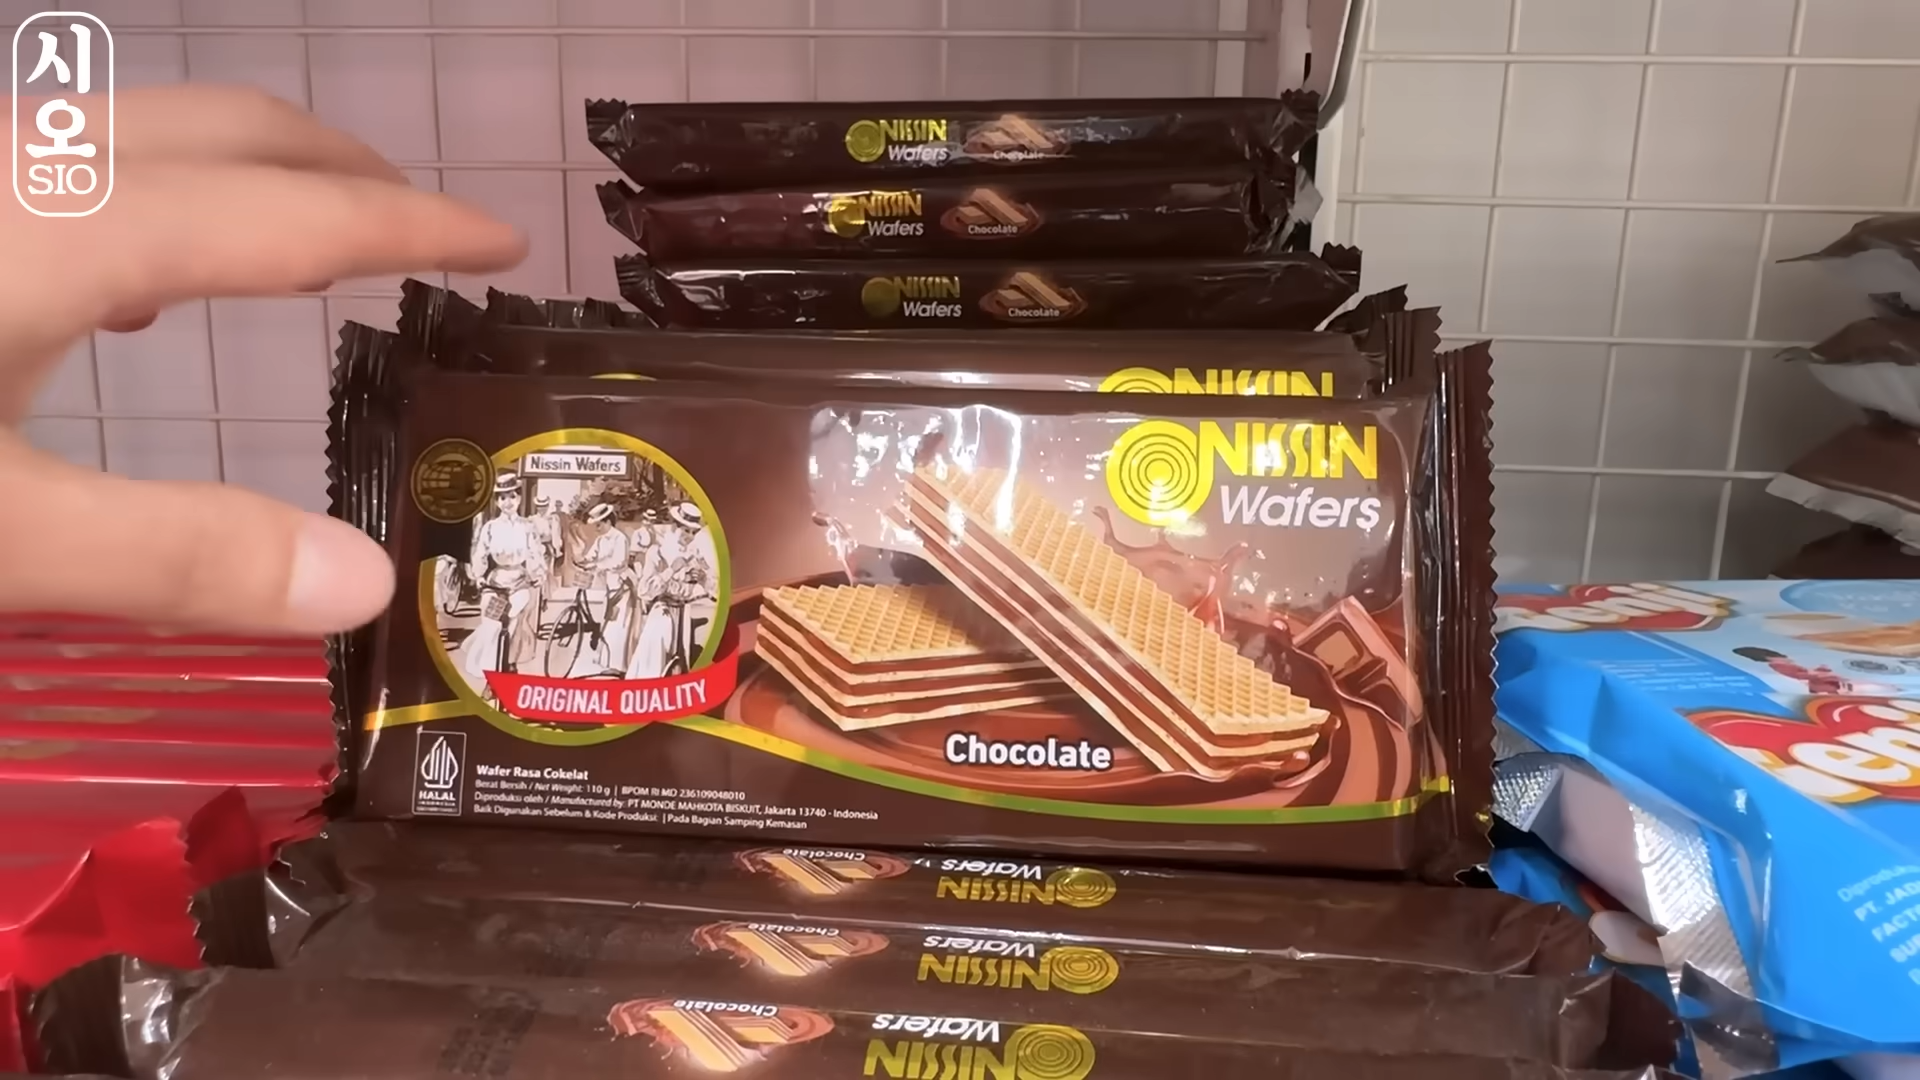 시
오
SIO
NISSIN
Wafers
Chocolate
NISSIN
Wafers
Chocolate
NISSIN
Wafers
Chocolate
NISSIN
NISSIN
Wafers
Nissin Wafers
ORIGINAL QUALITY
Chocolate
HALAL
INDONESIA
Wafer Rasa Cokelat
Berat Bersih / Net Weight: 110 g | BPOM RI MD 236109048010
Diproduksi oleh / Manufactured by: PT MONDE MAHKOTA BISKUIT, Jakarta 13740 - Indonesia
Baik Digunakan Sebelum & Kode Produksi: | Pada Bagian Samping Kemasan
Chocolate
Wafers
NISSIN
Chocolate
Wafers
NISSIN
Chocolate
Wafers
NISSIN